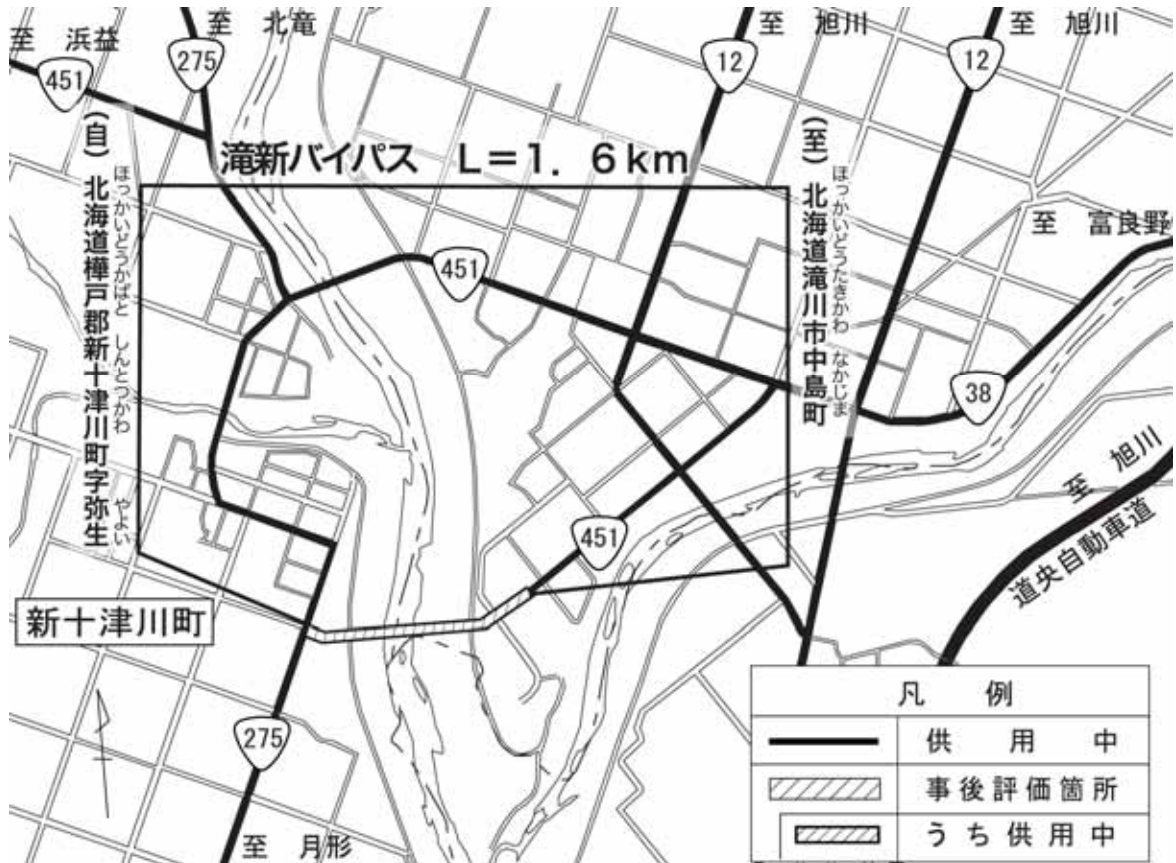 至 浜益
至 北竜
至 旭川
至 旭川
451
275
12
12
滝新バイパス L=1.6km
(自)北海道樺戸郡新十津川町字弥生
ほっかいどうかばと しんとつかわ やよい
(至)北海道滝川市中島町
ほっかいどうたきかわ なかじま
至 富良野
451
38
451
至 旭川
道央自動車道
新十津川町
275
至 月形
凡例
供用中
事後評価箇所
うち供用中